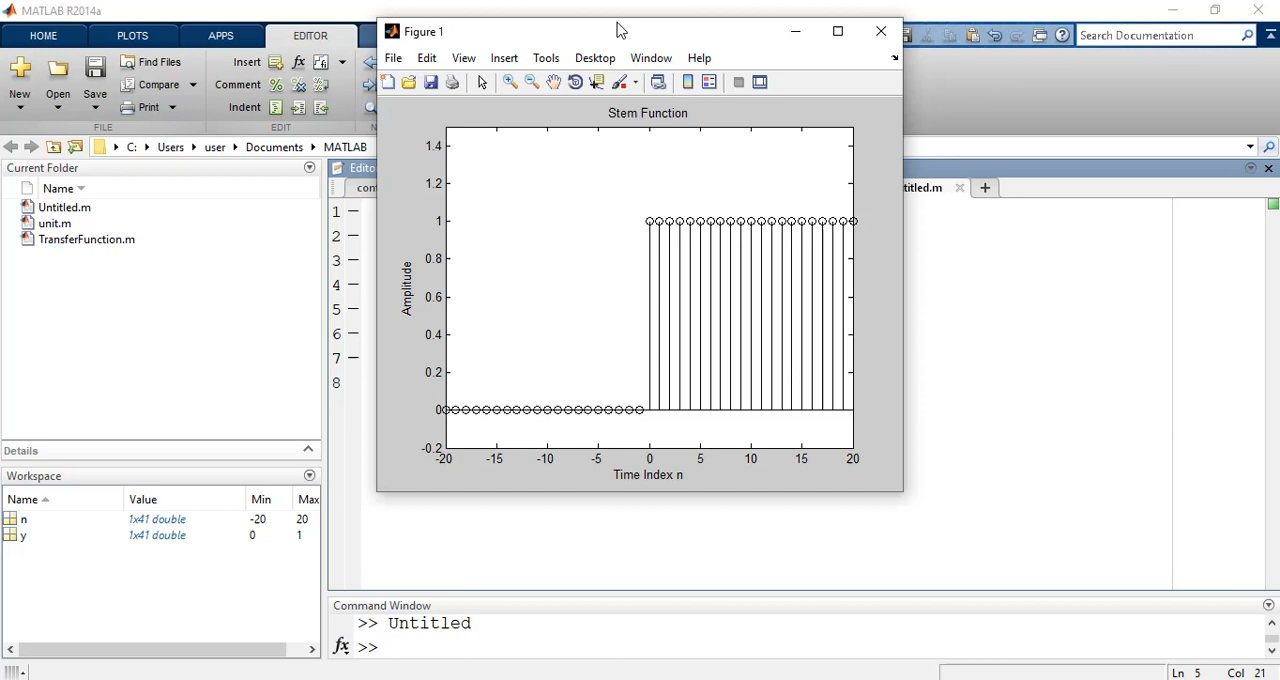 MATLAB R2014a
HOME PLOTS APPS EDITOR
Search Documentation
New Open Save
Find Files
Compare
Print
FILE
Insert
Comment
Indent
EDIT
C: Users user Documents MATLAB
Current Folder
Name
Untitled.m
unit.m
TransferFunction.m
Details
Workspace
Name Value Min Max
n 1x41 double -20 20
y 1x41 double 0 1
Figure 1
File Edit View Insert Tools Desktop Window Help
Stem Function
1.4
1.2
1
0.8
0.6
0.4
0.2
0
-0.2
Amplitude
-20 -15 -10 -5 0 5 10 15 20
Time Index n
Edito
con
titled.m
1
2
3
4
5
6
7
8
Command Window
>> Untitled
fx >>
Ln 5 Col 21